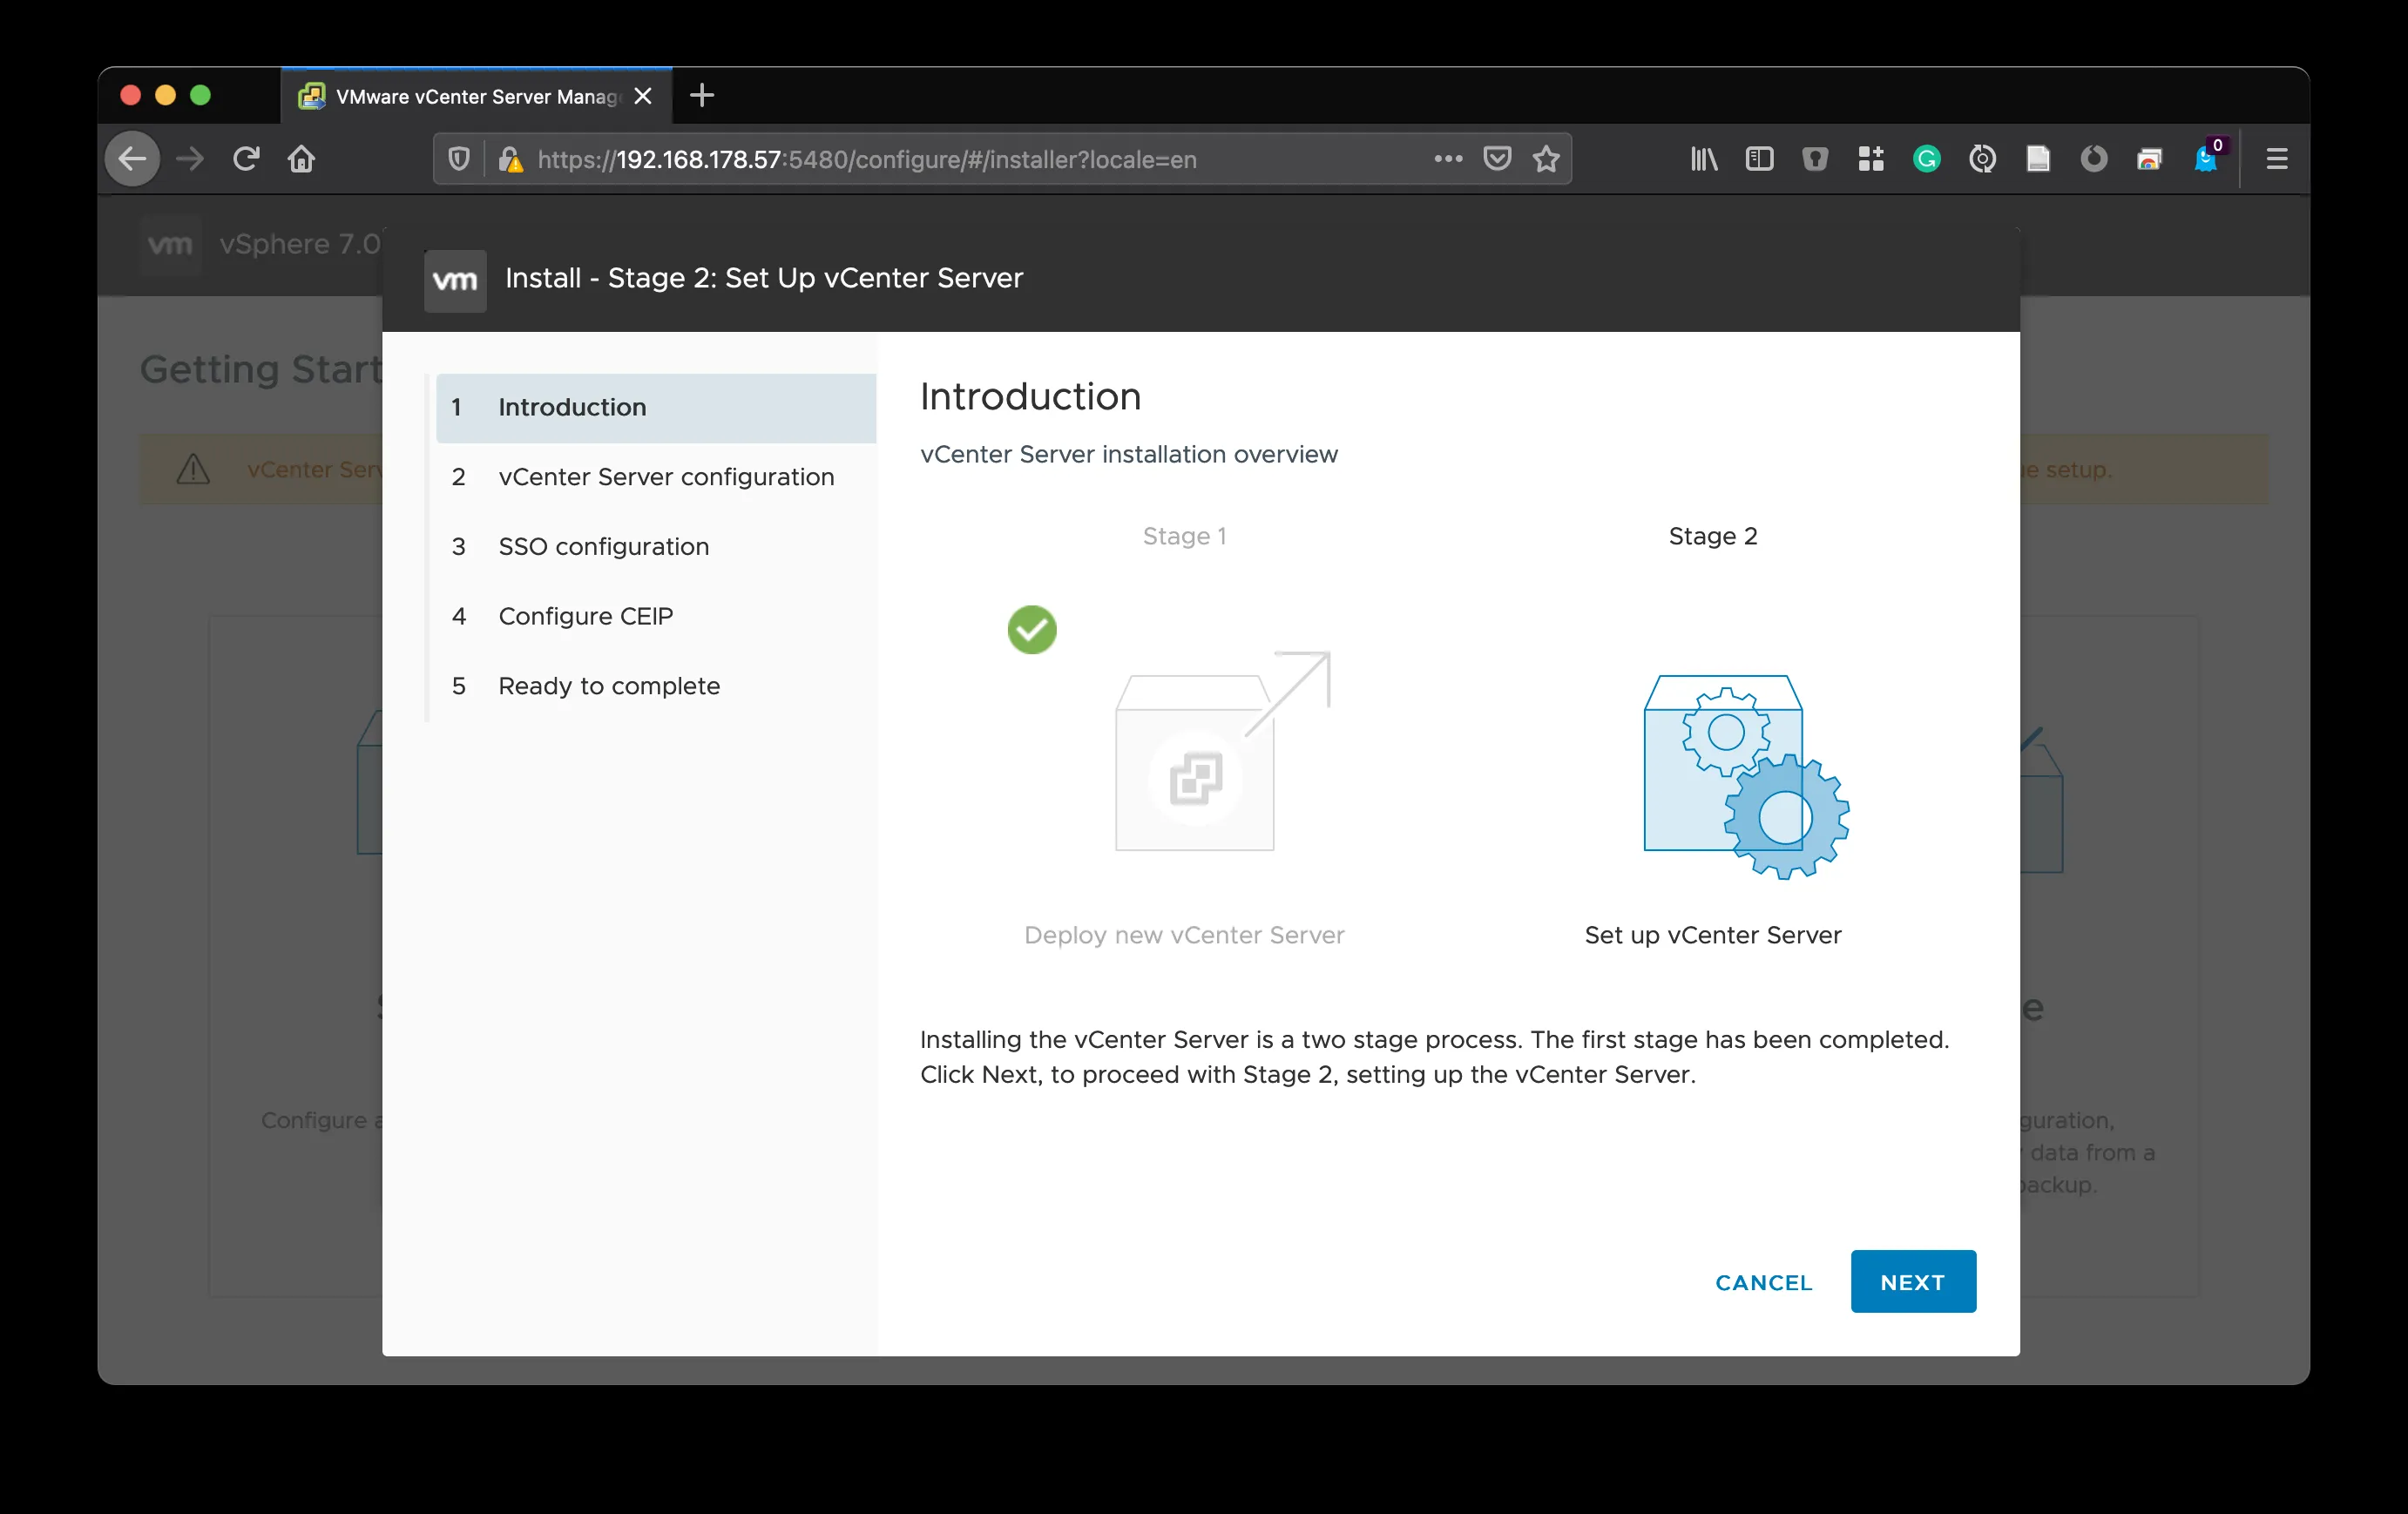 VMware vCenter Server Manag
https://192.168.178.57:5480/configure/#/installer?locale=en
0
vm vSphere 7.0
vm Install - Stage 2: Set Up vCenter Server
Getting Start
vCenter Serv
e setup.
1 Introduction
2 vCenter Server configuration
3 SSO configuration
4 Configure CEIP
5 Ready to complete
Introduction
vCenter Server installation overview
Stage 1
Stage 2
Deploy new vCenter Server
Set up vCenter Server
Installing the vCenter Server is a two stage process. The first stage has been completed.
Click Next, to proceed with Stage 2, setting up the vCenter Server.
Configure a
e
guration,
data from a
backup.
CANCEL
NEXT